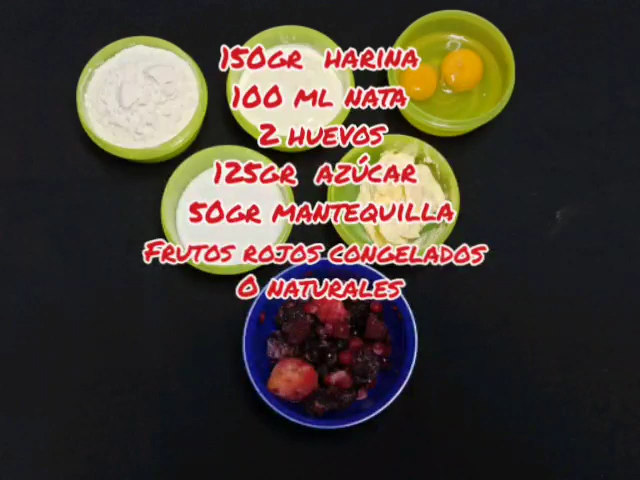 150gr harina
100 ml nata
2 huevos
125gr azúcar
50gr mantequilla
Frutos rojos congelados
o naturales